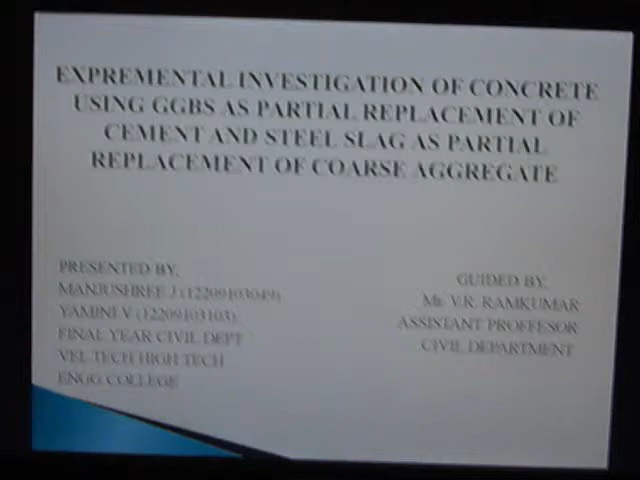 EXPREMENTAL INVESTIGATION OF CONCRETE
USING GGBS AS PARTIAL REPLACEMENT OF
CEMENT AND STEEL SLAG AS PARTIAL
REPLACEMENT OF COARSE AGGREGATE
PRESENTED BY,
MANJUSHREE J (12209103049)
YAMINI V (12209103103)
FINAL YEAR CIVIL DEPT
VEL TECH HIGH TECH
ENGG COLLEGE
GUIDED BY,
Mr. V.R. RAMKUMAR
ASSISTANT PROFFESOR
CIVIL DEPARTMENT